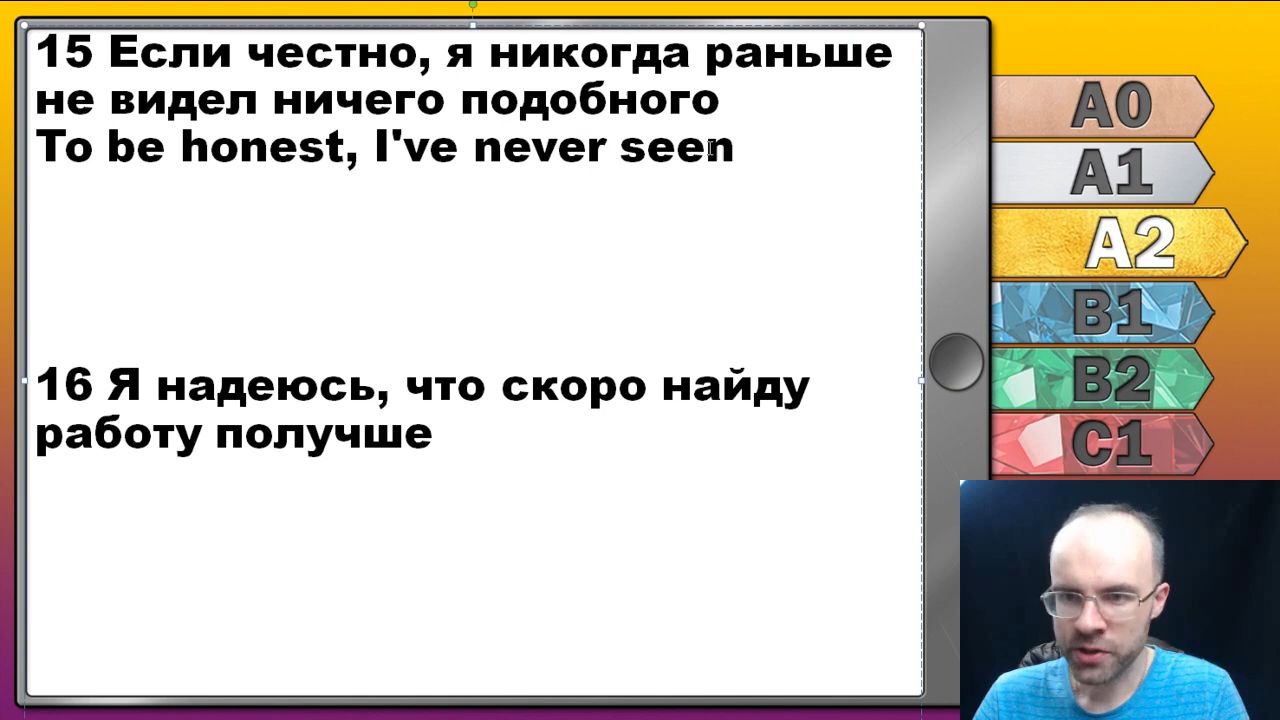 15 Если честно, я никогда раньше
не видел ничего подобного
To be honest, I've never seen
16 Я надеюсь, что скоро найду
работу получше
A0
A1
A2
B1
B2
C1